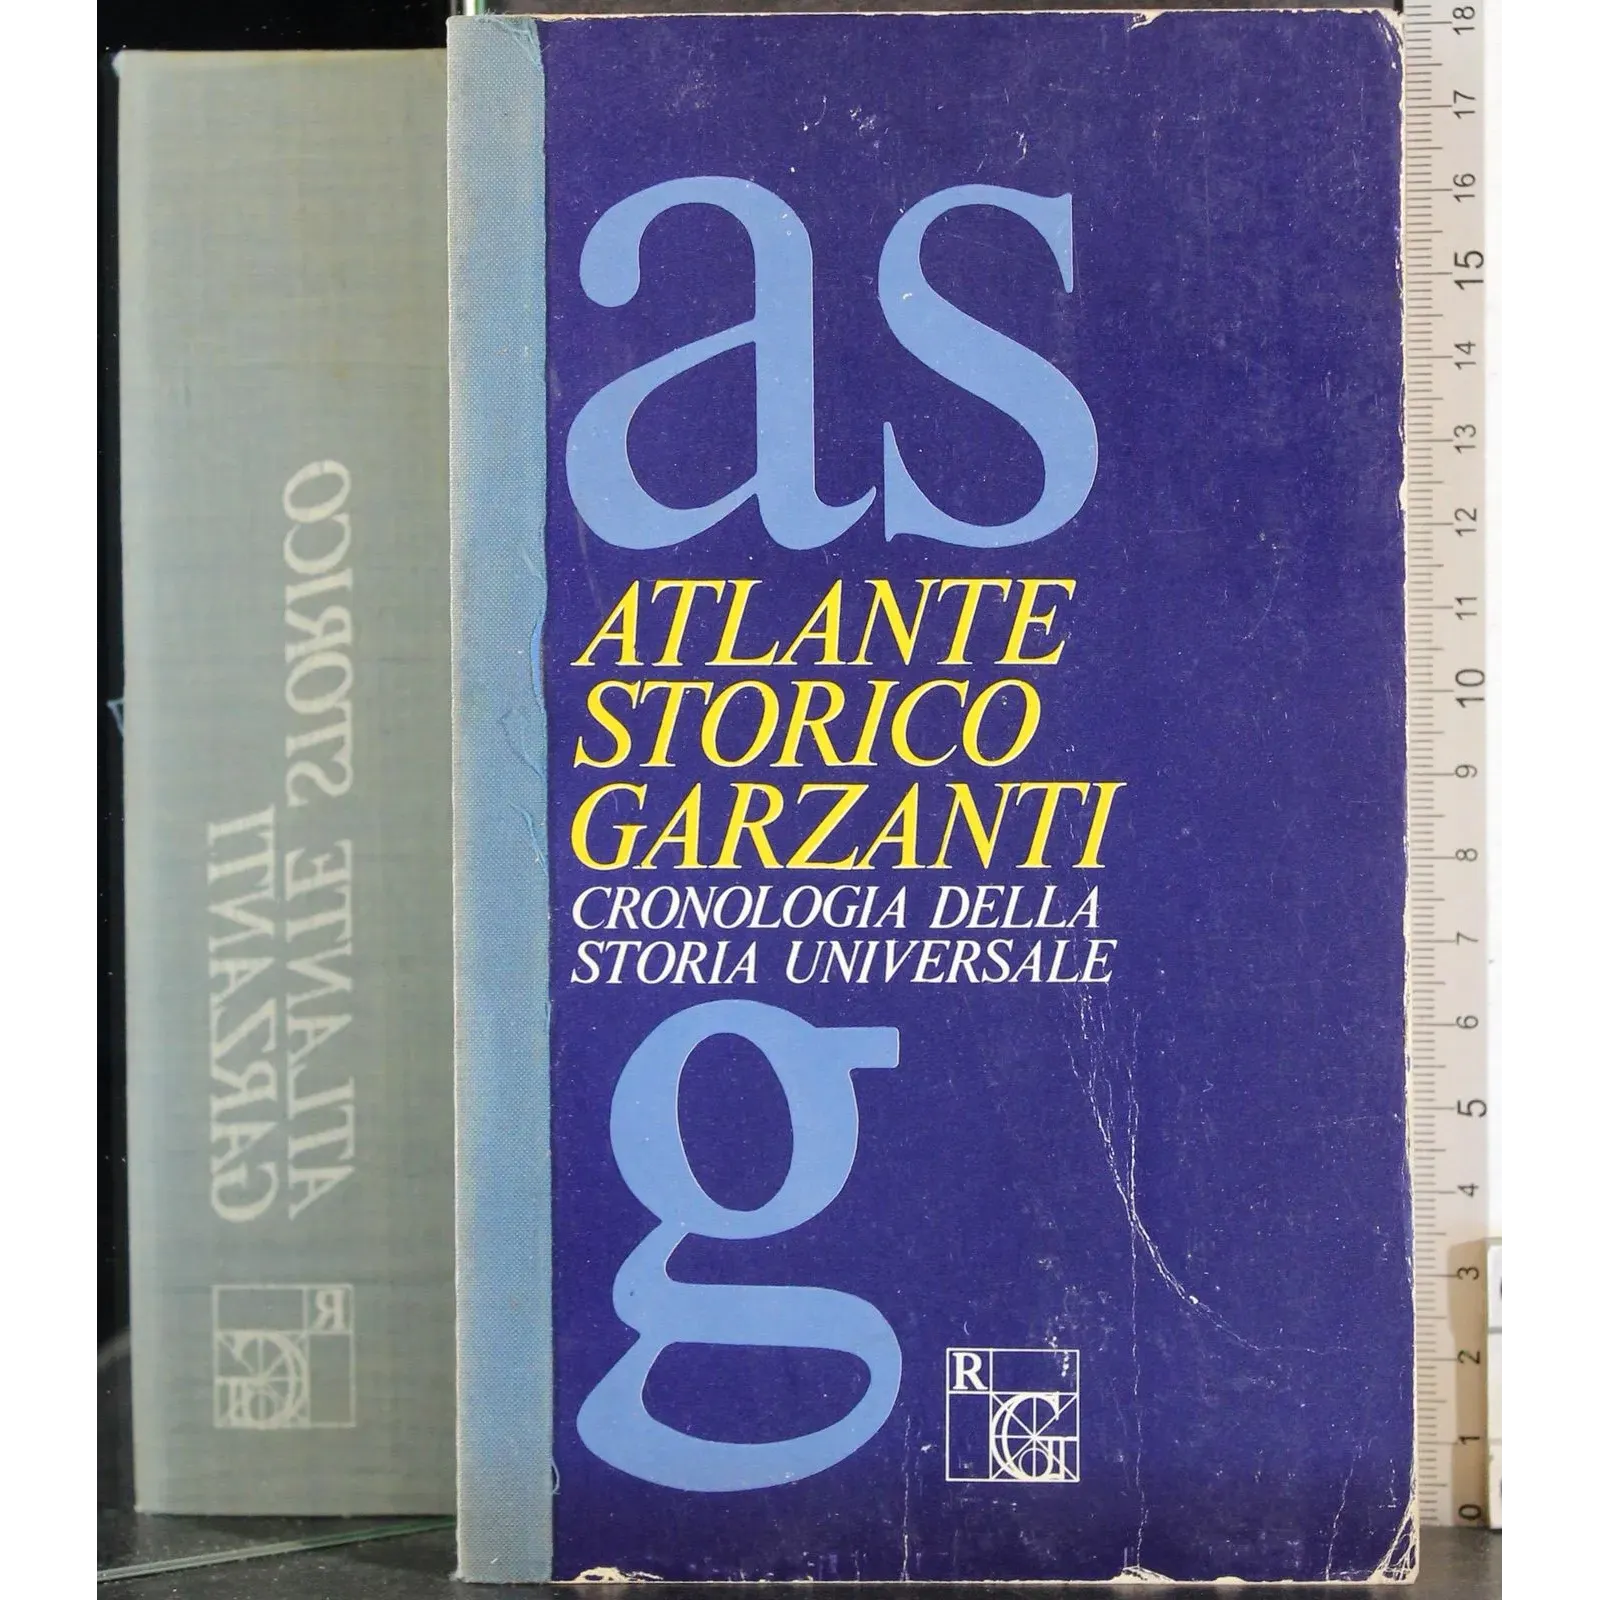 as
ATLANTE
STORICO
GARZANTI
CRONOLOGIA DELLA
STORIA UNIVERSALE
g
R
G
GARZANTI
ATLANTE STORICO
R
G
18
17
16
15
14
13
12
11
10
9
8
7
6
5
4
3
2
1
0